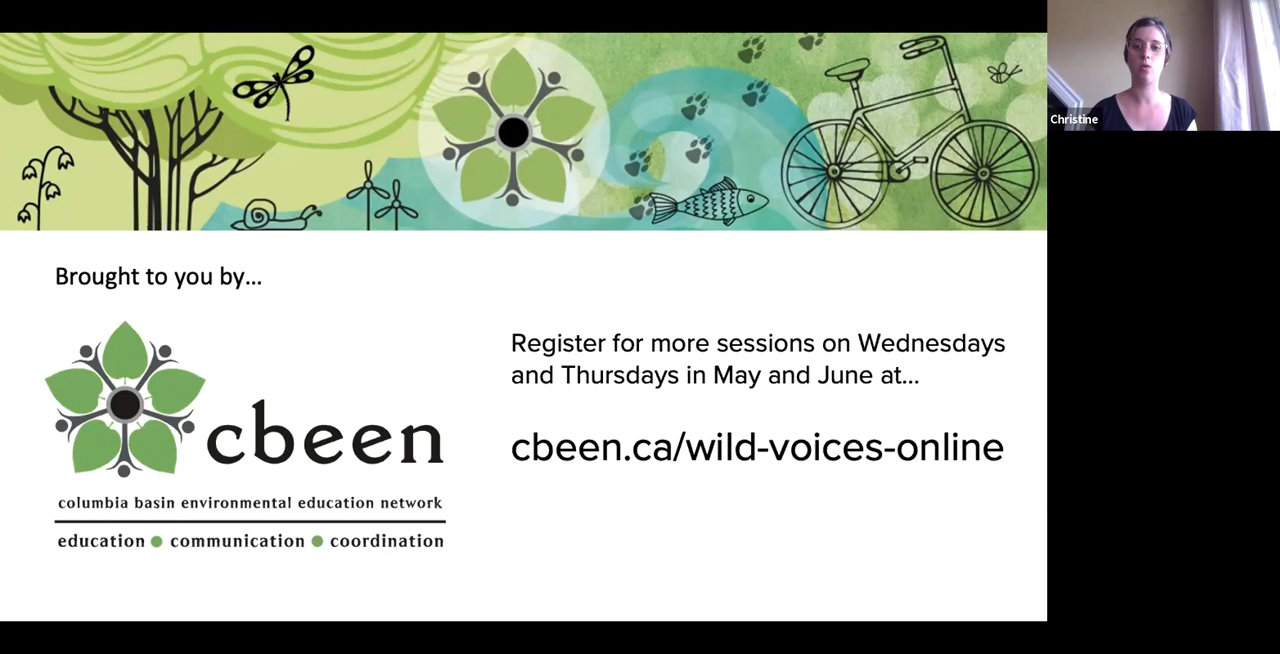 Christine
Brought to you by...
cbeen
columbia basin environmental education network
education ● communication ● coordination
Register for more sessions on Wednesdays
and Thursdays in May and June at...
cbeen.ca/wild-voices-online